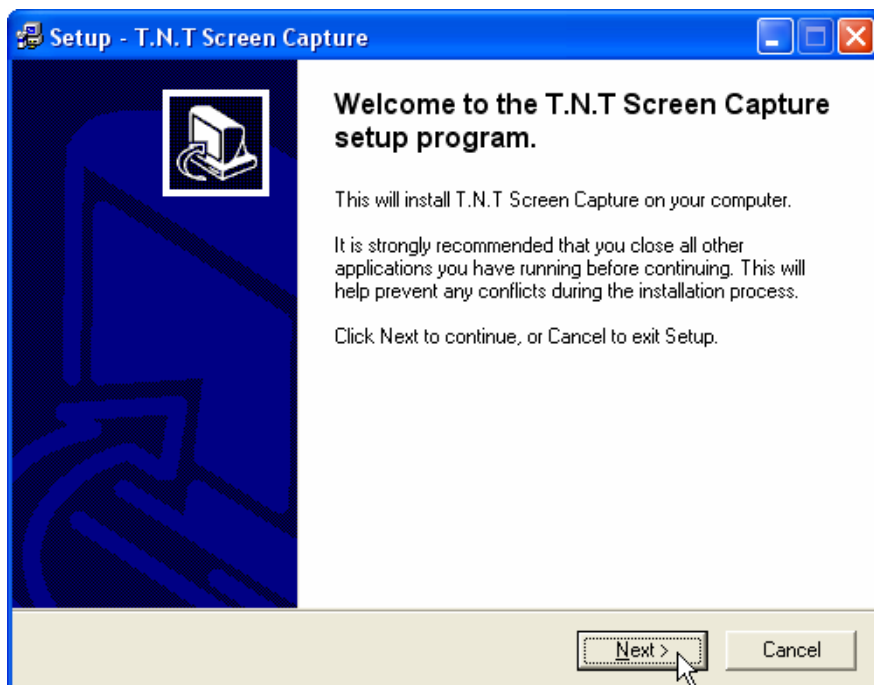 Setup - T.N.T Screen Capture
Welcome to the T.N.T Screen Capture
setup program.
This will install T.N.T Screen Capture on your computer.
It is strongly recommended that you close all other
applications you have running before continuing. This will
help prevent any conflicts during the installation process.
Click Next to continue, or Cancel to exit Setup.
Next >
Cancel